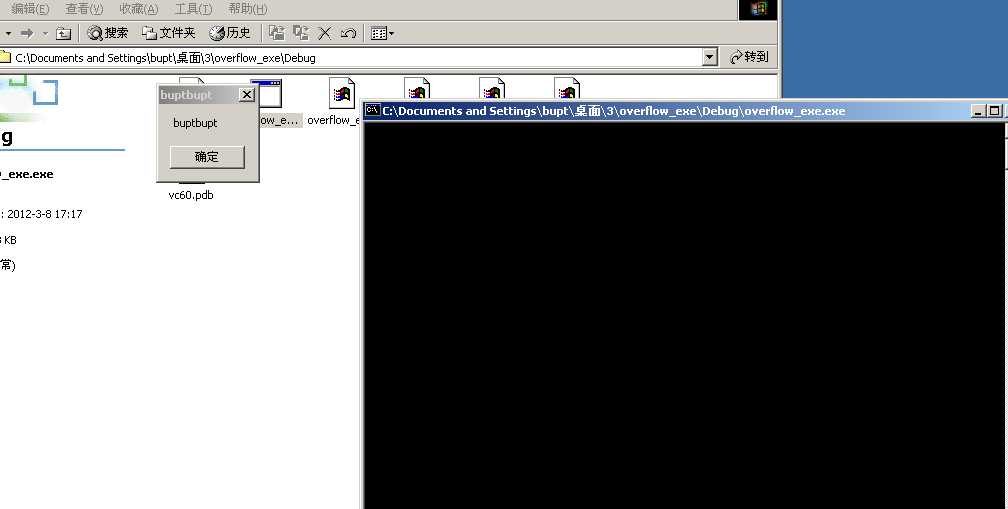 编辑(E) 查看(V) 收藏(A) 工具(T) 帮助(H)
搜索 文件夹 历史
C:\Documents and Settings\bupt\桌面\3\overflow_exe\Debug 转到
buptbupt
buptbupt
确定
ow_e... overflow_e
vc60.pdb
C:\Documents and Settings\bupt\桌面\3\overflow_exe\Debug\overflow_exe.exe
g
_exe.exe
: 2012-3-8 17:17
KB
常)